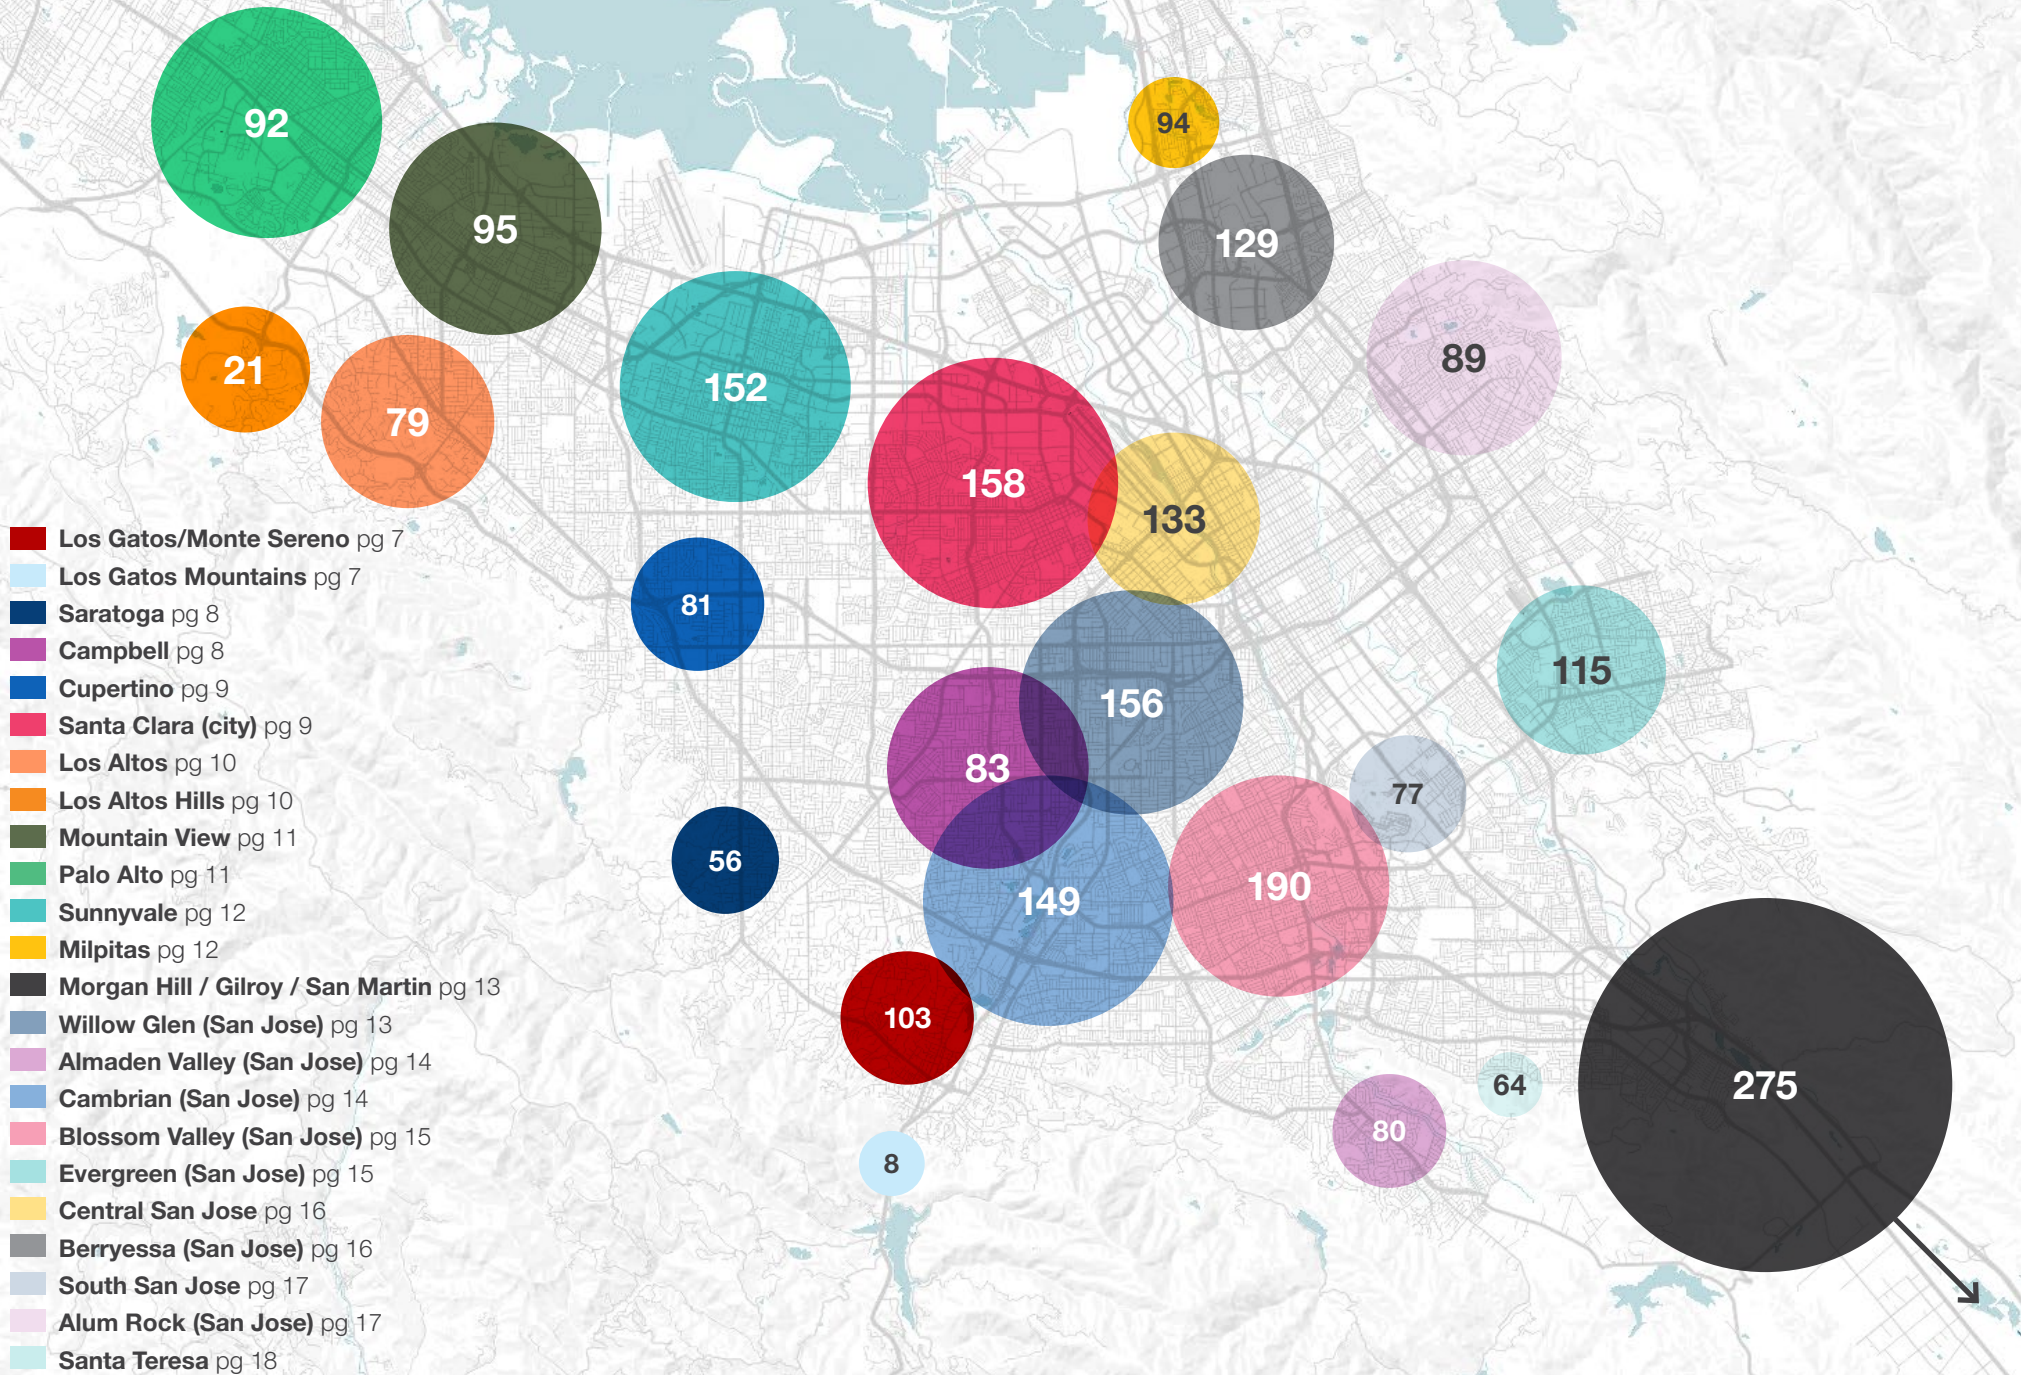 92
94
95
129
89
21
152
79
158
133
81
115
156
83
77
56
190
149
103
64
275
80
8
Los Gatos/Monte Sereno pg 7
Los Gatos Mountains pg 7
Saratoga pg 8
Campbell pg 8
Cupertino pg 9
Santa Clara (city) pg 9
Los Altos pg 10
Los Altos Hills pg 10
Mountain View pg 11
Palo Alto pg 11
Sunnyvale pg 12
Milpitas pg 12
Morgan Hill / Gilroy / San Martin pg 13
Willow Glen (San Jose) pg 13
Almaden Valley (San Jose) pg 14
Cambrian (San Jose) pg 14
Blossom Valley (San Jose) pg 15
Evergreen (San Jose) pg 15
Central San Jose pg 16
Berryessa (San Jose) pg 16
South San Jose pg 17
Alum Rock (San Jose) pg 17
Santa Teresa pg 18